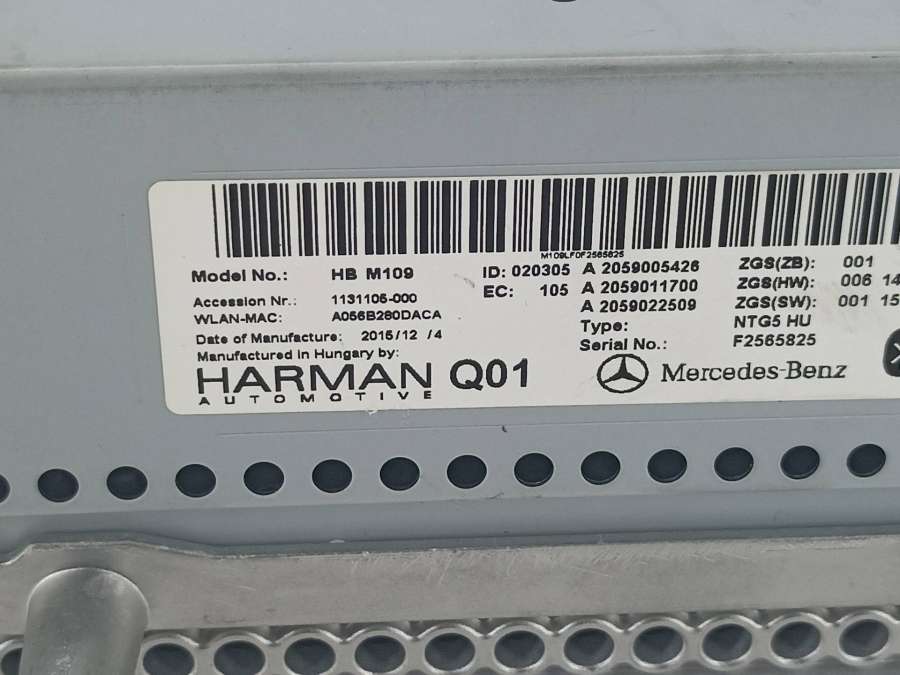 M109LF0F2565825
Model No.: HB M109 ID: 020305 A 2059005426 ZGS(ZB): 001
EC: 105 A 2059011700 ZGS(HW): 006 14
Accession Nr.: 1131105-000 A 2059022509 ZGS(SW): 001 15
WLAN-MAC: A056B280DACA Type: NTG5 HU
Date of Manufacture: 2015/12 /4 Serial No.: F2565825
Manufactured in Hungary by:
HARMAN Q01 Mercedes-Benz
AUTOMOTIVE